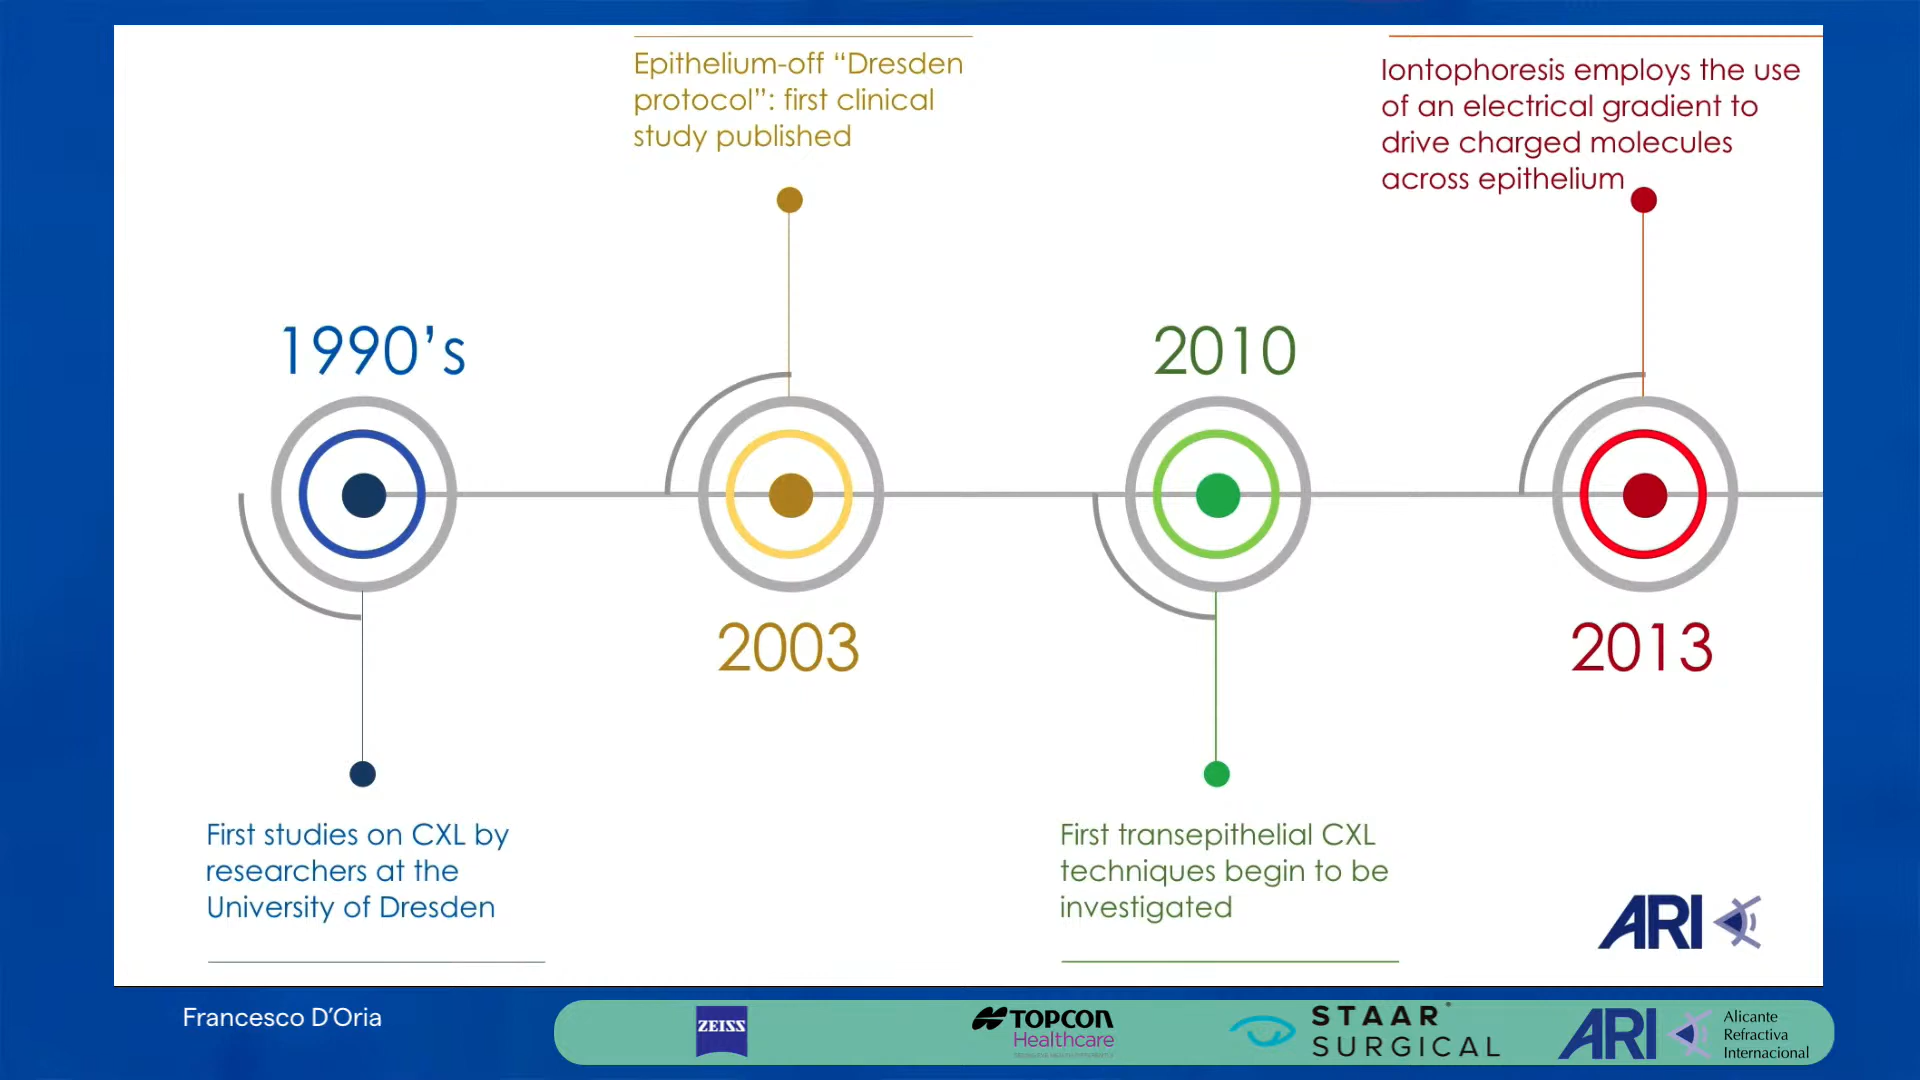 Epithelium-off “Dresden
protocol”: first clinical
study published
Iontophoresis employs the use
of an electrical gradient to
drive charged molecules
across epithelium
1990’s
2010
2003
2013
First studies on CXL by
researchers at the
University of Dresden
First transepithelial CXL
techniques begin to be
investigated
ARI
Francesco D’Oria
ZEISS
TOPCON
Healthcare
STAAR
SURGICAL
ARI
Alicante
Refractiva
Internacional